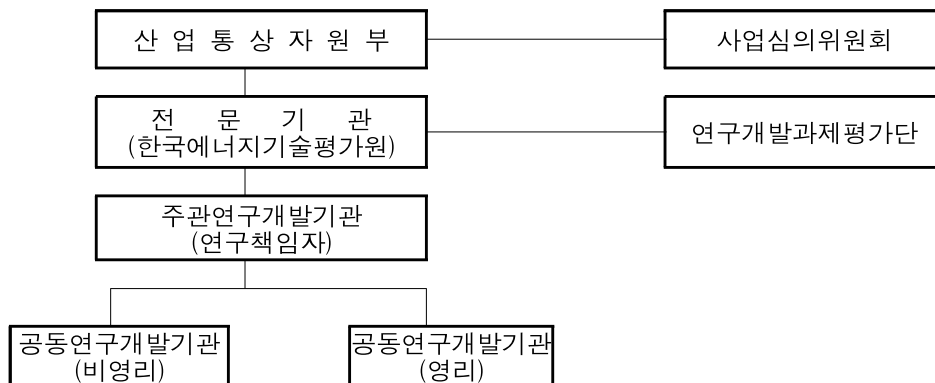 산 업 통 상 자 원 부
사업심의위원회
전 문 기 관
(한국에너지기술평가원)
연구개발과제평가단
주관연구개발기관
(연구책임자)
공동연구개발기관
(비영리)
공동연구개발기관
(영리)